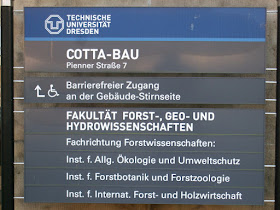 TECHNISCHE
UNIVERSITÄT
DRESDEN
COTTA-BAU
Pienner Straße 7
Barrierefreier Zugang
an der Gebäude-Stirnseite
FAKULTÄT FORST-, GEO- UND
HYDROWISSENSCHAFTEN
Fachrichtung Forstwissenschaften:
Inst. f. Allg. Ökologie und Umweltschutz
Inst. f. Forstbotanik und Forstzoologie
Inst. f. Internat. Forst- und Holzwirtschaft